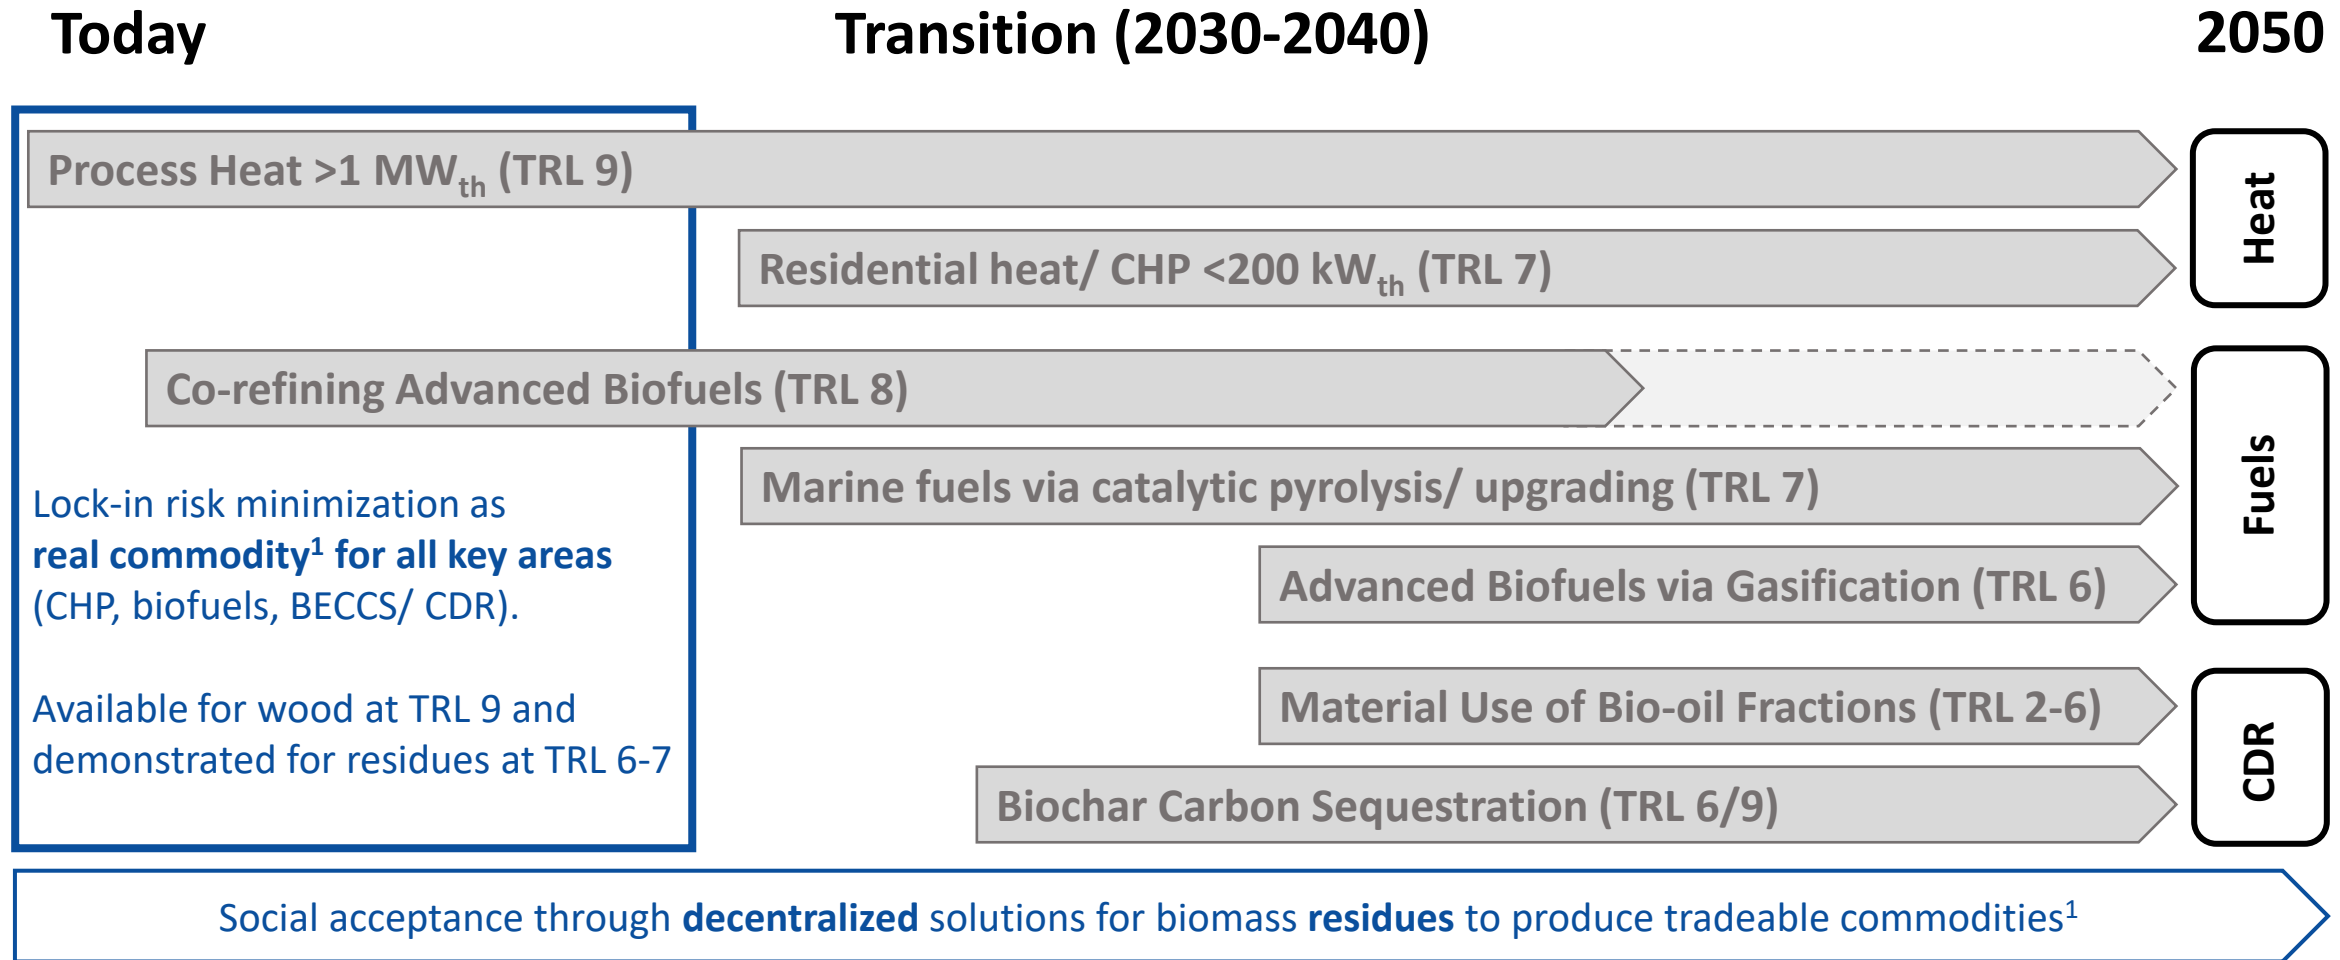 Today
Transition (2030-2040)
2050
Process Heat >1 MWth (TRL 9)
Residential heat/ CHP <200 kWth (TRL 7)
Heat
Co-refining Advanced Biofuels (TRL 8)
Marine fuels via catalytic pyrolysis/ upgrading (TRL 7)
Advanced Biofuels via Gasification (TRL 6)
Fuels
Lock-in risk minimization as
real commodity¹ for all key areas
(CHP, biofuels, BECCS/ CDR).
Available for wood at TRL 9 and
demonstrated for residues at TRL 6-7
Material Use of Bio-oil Fractions (TRL 2-6)
Biochar Carbon Sequestration (TRL 6/9)
CDR
Social acceptance through decentralized solutions for biomass residues to produce tradeable commodities¹